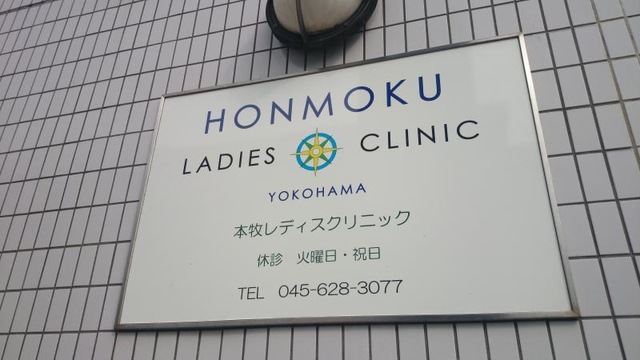 HONMOKU
LADIES CLINIC
YOKOHAMA
本牧レディスクリニック
休診 火曜日・祝日
TEL 045-628-3077